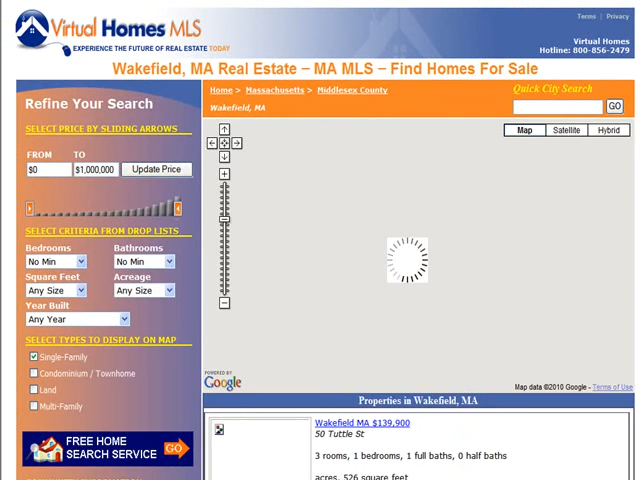 Virtual Homes MLS
EXPERIENCE THE FUTURE OF REAL ESTATE TODAY
Terms | Privacy
Virtual Homes
Hotline: 800-856-2479
Wakefield, MA Real Estate – MA MLS – Find Homes For Sale
Refine Your Search
SELECT PRICE BY SLIDING ARROWS
FROM TO
$0 $1,000,000 Update Price
SELECT CRITERIA FROM DROP LISTS
Bedrooms Bathrooms
No Min No Min
Square Feet Acreage
Any Size Any Size
Year Built
Any Year
SELECT TYPES TO DISPLAY ON MAP
Single-Family
Condominium / Townhome
Land
Multi-Family
FREE HOME
SEARCH SERVICE GO
Home > Massachusetts > Middlesex County
Wakefield, MA
Quick City Search
GO
Map Satellite Hybrid
POWERED BY
Google
Map data ©2010 Google - Terms of Use
Properties in Wakefield, MA
Wakefield MA $139,900
50 Tuttle St
3 rooms, 1 bedrooms, 1 full baths, 0 half baths
acres, 526 square feet